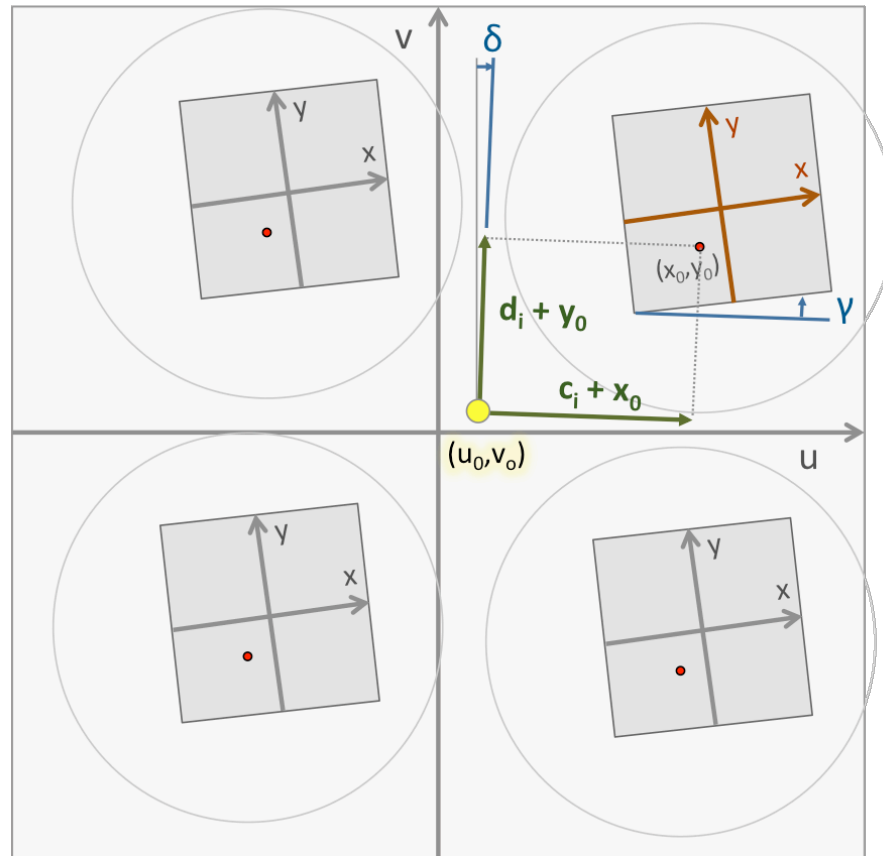 v
δ
y
x
y
x
(x₀,y₀)
γ
dᵢ + y₀
cᵢ + x₀
(u₀,vₒ)
u
y
x
y
x